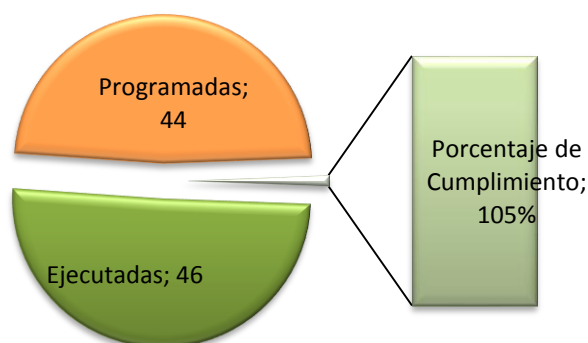 Programadas;
44
Porcentaje de
Cumplimiento;
105%
Ejecutadas; 46